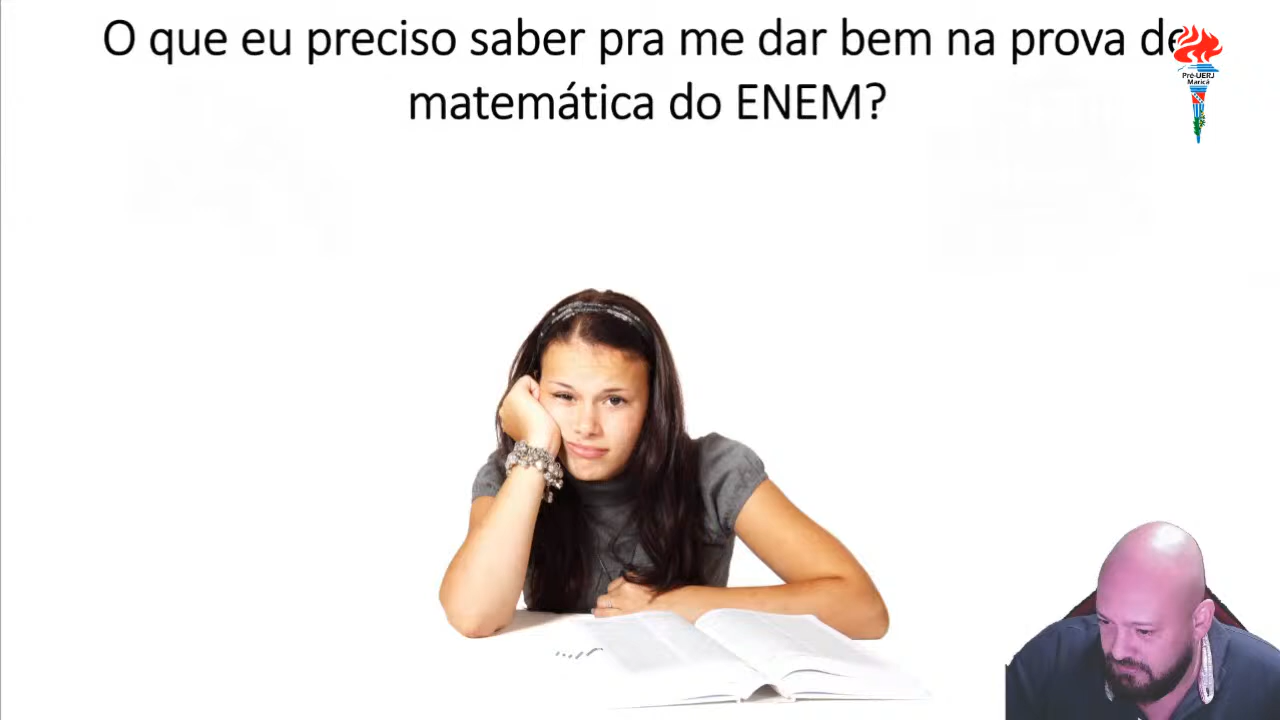 O que eu preciso saber pra me dar bem na prova de
matemática do ENEM?
Pré-UERJ
Maricá